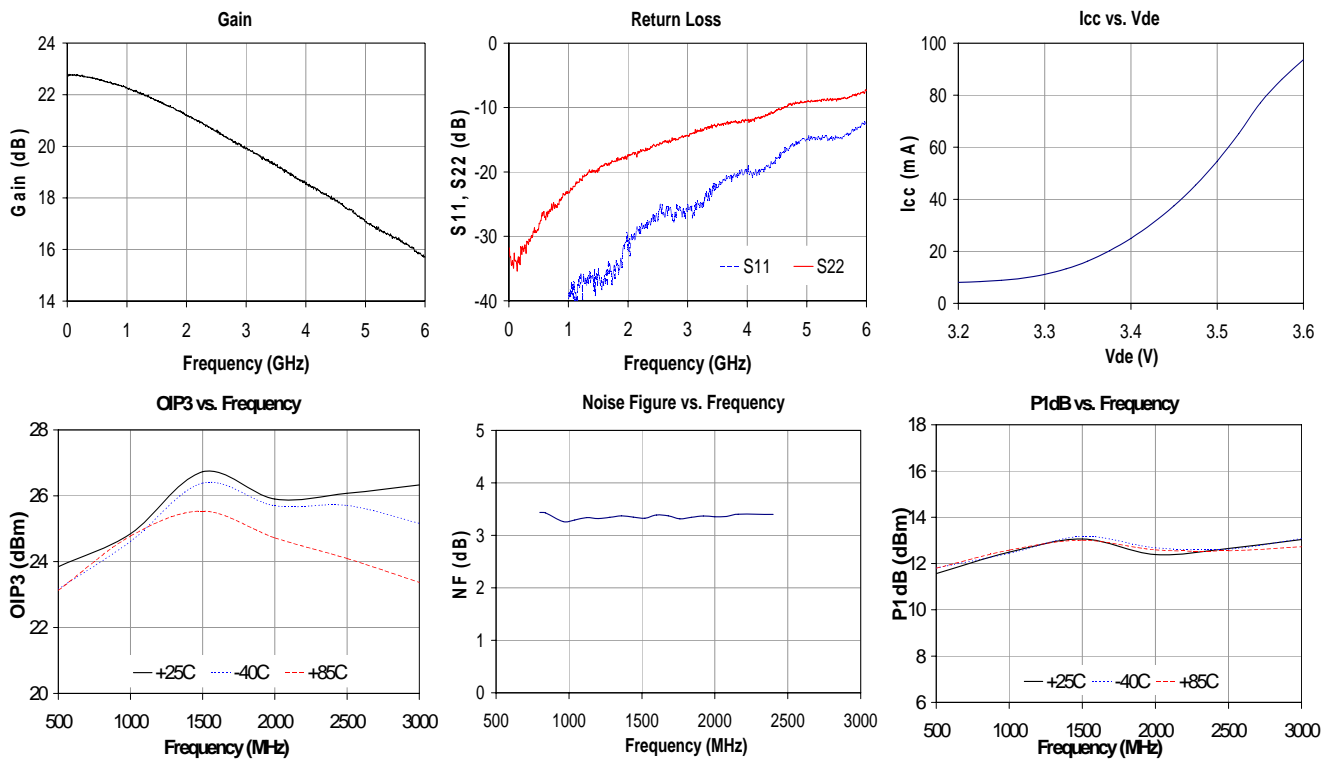 Gain
24
22
20
18
16
14
Gain (dB)
0 1 2 3 4 5 6
Frequency (GHz)
Return Loss
0
-10
-20
-30
-40
S11, S22 (dB)
S11 S22
0 1 2 3 4 5 6
Frequency (GHz)
Icc vs. Vde
100
80
60
40
20
0
Icc (mA)
3.2 3.3 3.4 3.5 3.6
Vde (V)
OIP3 vs. Frequency
28
26
24
22
20
OIP3 (dBm)
+25C -40C +85C
500 1000 1500 2000 2500 3000
Frequency (MHz)
Noise Figure vs. Frequency
5
4
3
2
1
0
NF (dB)
500 1000 1500 2000 2500 3000
Frequency (MHz)
P1dB vs. Frequency
18
16
14
12
10
8
6
P1dB (dBm)
+25C -40C +85C
500 1000 1500 2000 2500 3000
Frequency (MHz)